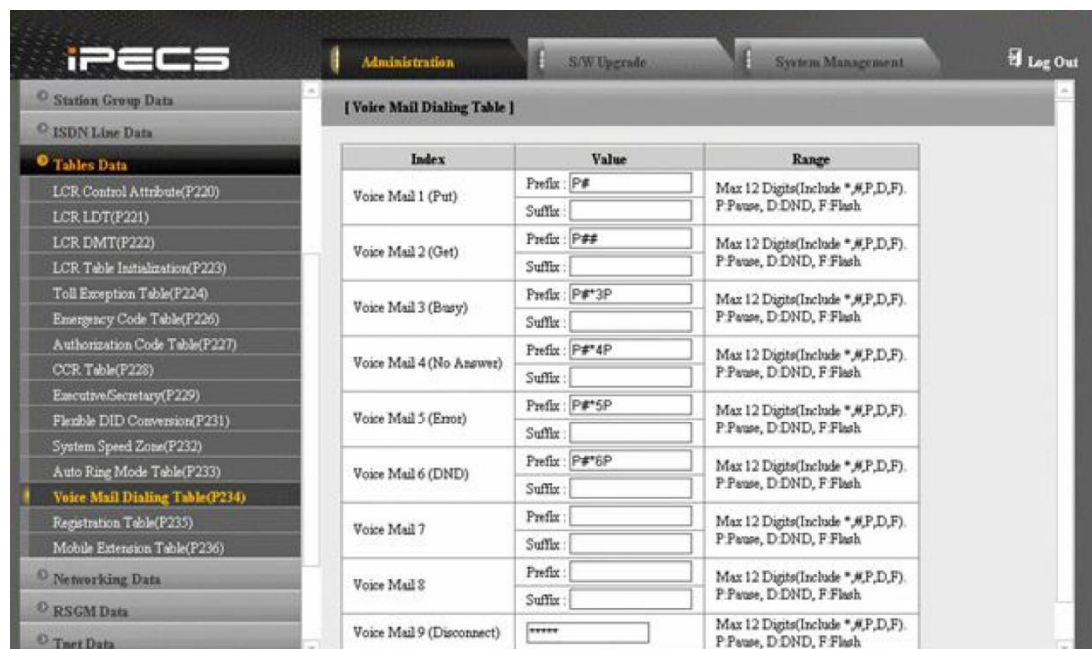 iPECS
Administration
S/W Upgrade
System Management
Log Out
Station Group Data
ISDN Line Data
Tables Data
LCR Control Attribute(P220)
LCR LDT(P221)
LCR DMT(P222)
LCR Table Initialization(P223)
Toll Exception Table(P224)
Emergency Code Table(P226)
Authorization Code Table(P227)
CCR Table(P228)
Executive/Secretary(P229)
Flexible DID Conversion(P231)
System Speed Zone(P232)
Auto Ring Mode Table(P233)
Voice Mail Dialing Table(P234)
Registration Table(P235)
Mobile Extension Table(P236)
Networking Data
RSGM Data
Tnet Data
[ Voice Mail Dialing Table ]
Index Value Range
Voice Mail 1 (Put)
Prefix : P#
Suffix :
Max 12 Digits(Include *,#,P,D,F).
P:Pause, D:DND, F:Flash
Voice Mail 2 (Get)
Prefix : P##
Suffix :
Max 12 Digits(Include *,#,P,D,F).
P:Pause, D:DND, F:Flash
Voice Mail 3 (Busy)
Prefix : P#*3P
Suffix :
Max 12 Digits(Include *,#,P,D,F).
P:Pause, D:DND, F:Flash
Voice Mail 4 (No Answer)
Prefix : P#*4P
Suffix :
Max 12 Digits(Include *,#,P,D,F).
P:Pause, D:DND, F:Flash
Voice Mail 5 (Error)
Prefix : P#*5P
Suffix :
Max 12 Digits(Include *,#,P,D,F).
P:Pause, D:DND, F:Flash
Voice Mail 6 (DND)
Prefix : P#*6P
Suffix :
Max 12 Digits(Include *,#,P,D,F).
P:Pause, D:DND, F:Flash
Voice Mail 7
Prefix :
Suffix :
Max 12 Digits(Include *,#,P,D,F).
P:Pause, D:DND, F:Flash
Voice Mail 8
Prefix :
Suffix :
Max 12 Digits(Include *,#,P,D,F).
P:Pause, D:DND, F:Flash
Voice Mail 9 (Disconnect)
*****
Max 12 Digits(Include *,#,P,D,F).
P:Pause, D:DND, F:Flash